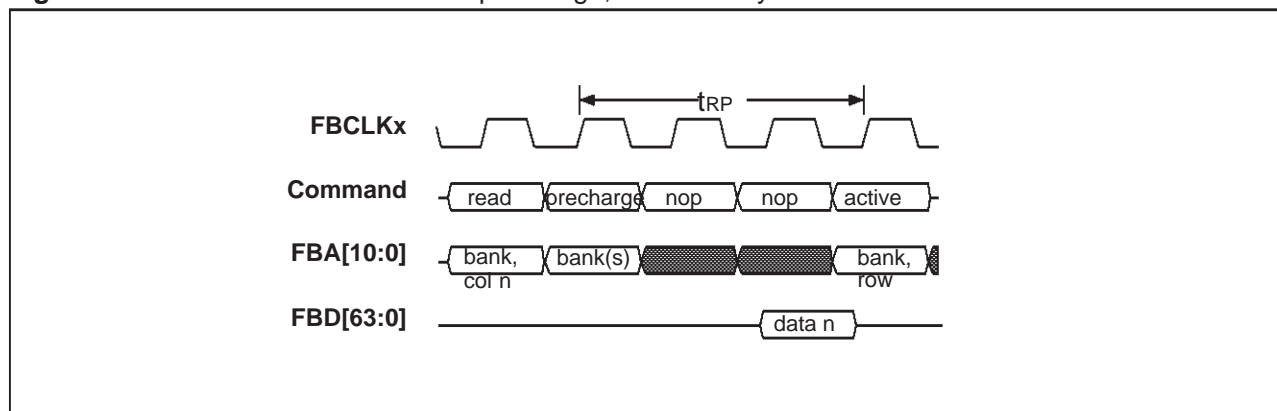 tRP
FBCLKx
Command
read precharge nop nop active
FBA[10:0]
bank, bank(s) bank,
col n row
FBD[63:0]
data n